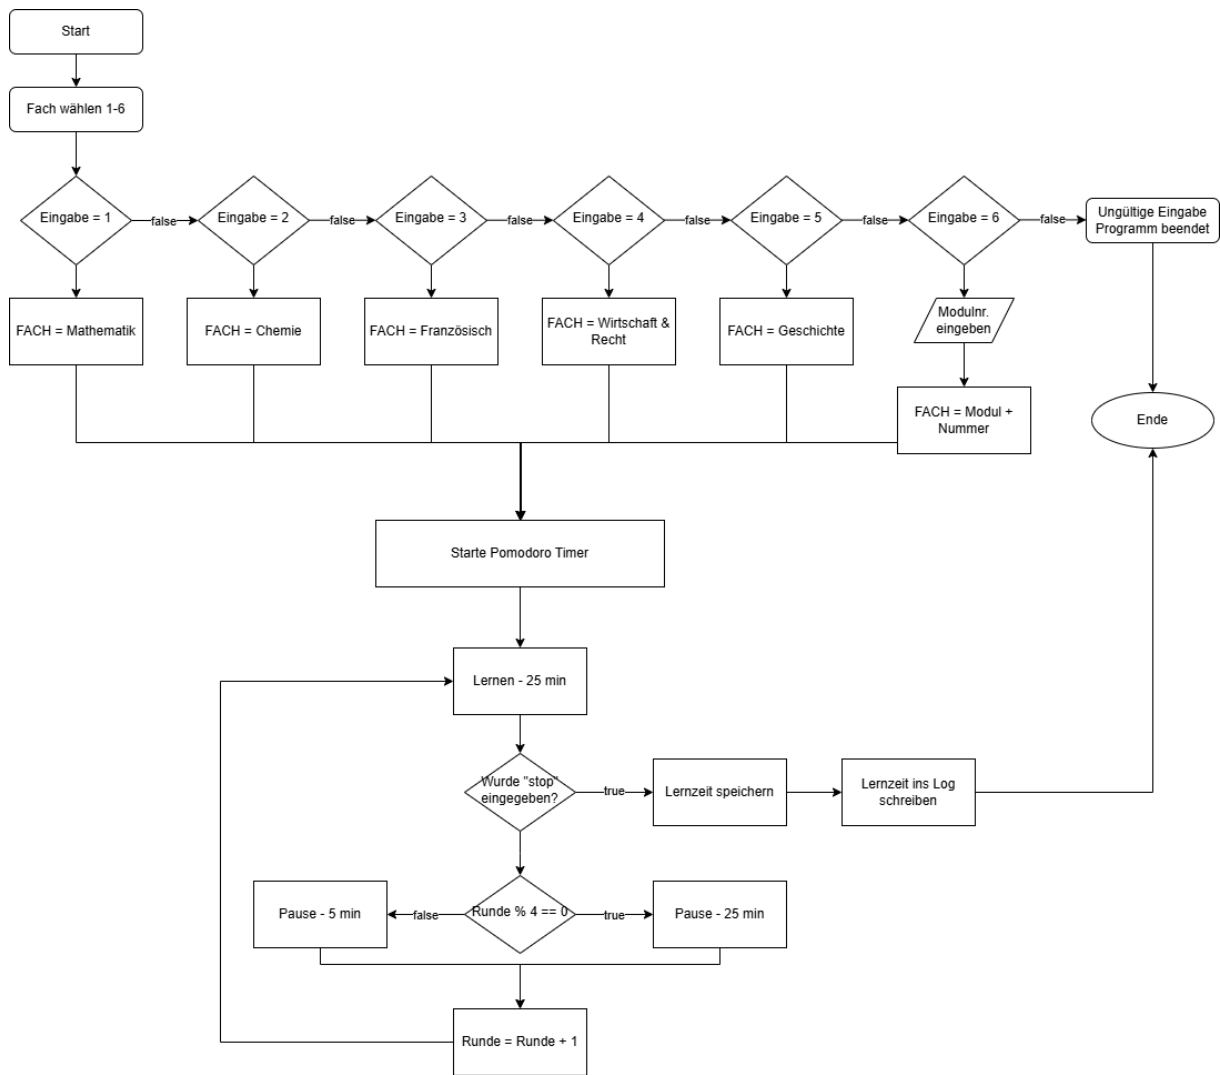 Start
Fach wählen 1-6
Eingabe = 1
false
Eingabe = 2
false
Eingabe = 3
false
Eingabe = 4
false
Eingabe = 5
false
Eingabe = 6
false
Ungültige Eingabe
Programm beendet
FACH = Mathematik
FACH = Chemie
FACH = Französisch
FACH = Wirtschaft &
Recht
FACH = Geschichte
Modulnr.
eingeben
FACH = Modul +
Nummer
Ende
Starte Pomodoro Timer
Lernen - 25 min
Wurde "stop"
eingegeben?
true
Lernzeit speichern
Lernzeit ins Log
schreiben
Pause - 5 min
false
Runde % 4 == 0
true
Pause - 25 min
Runde = Runde + 1